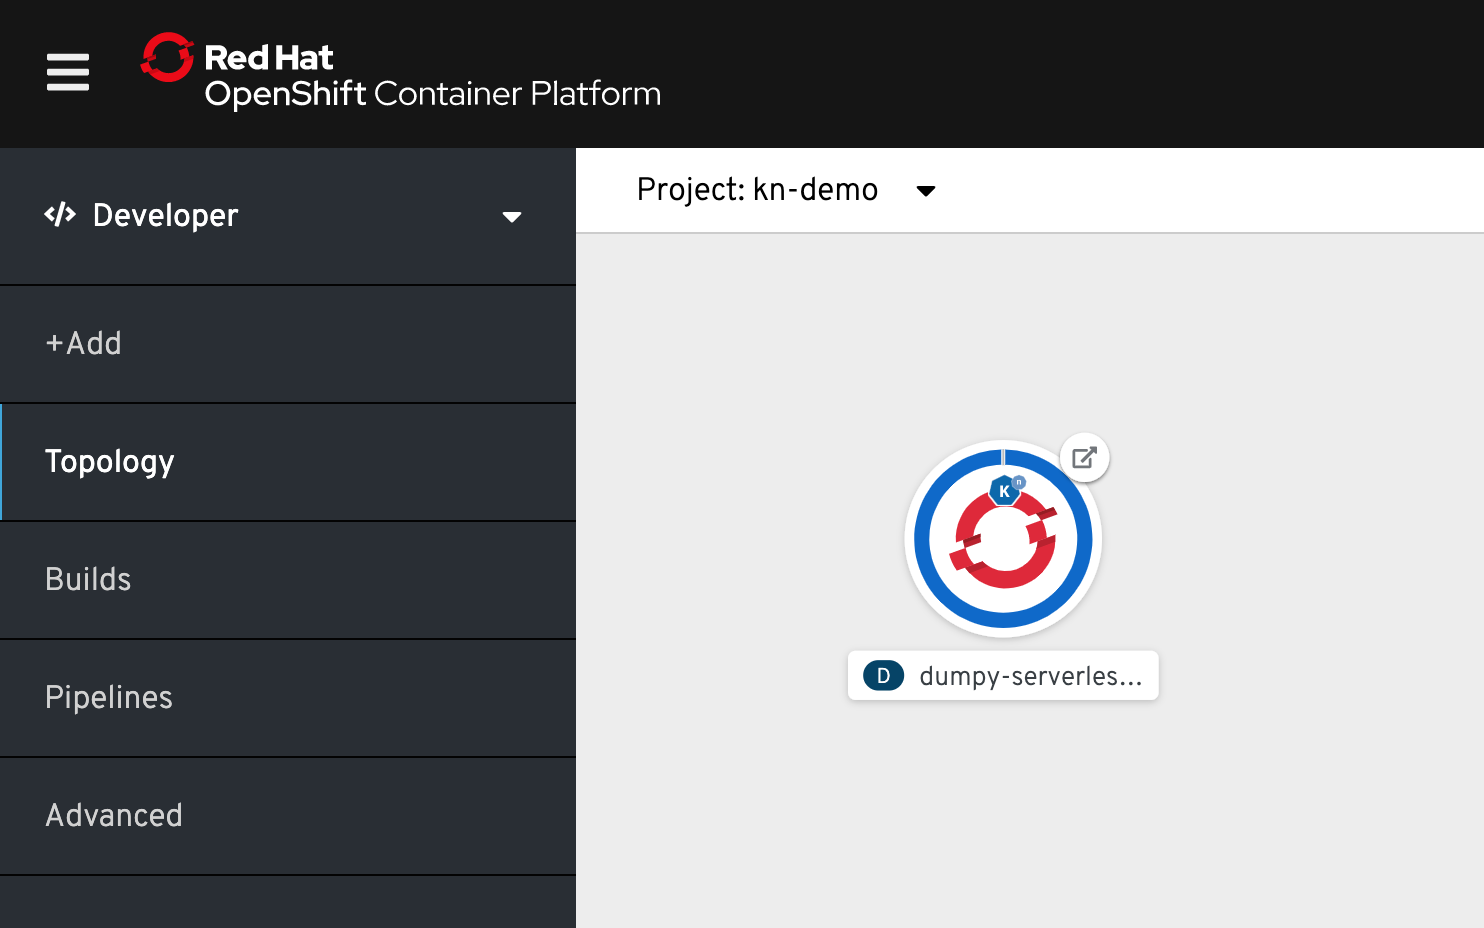 Red Hat
OpenShift Container Platform
Developer
Project: kn-demo
+Add
Topology
Builds
Pipelines
Advanced
K n
D dumpy-serverles...